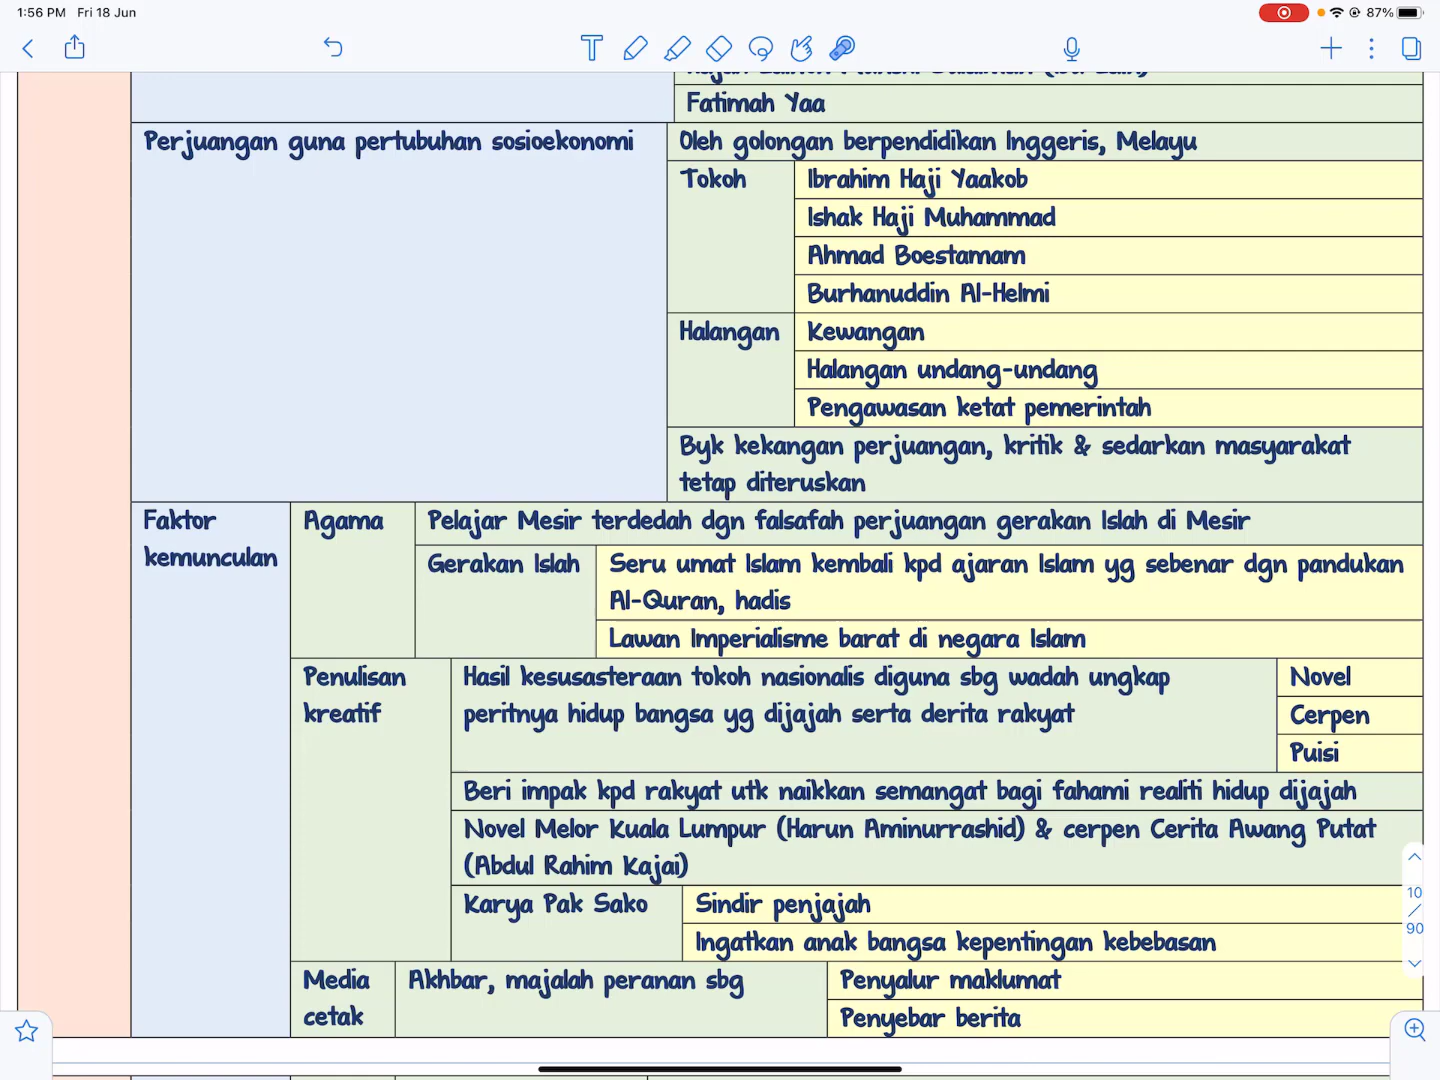 1:56 PM Fri 18 Jun
87%
Fatimah Yaa
Perjuangan guna pertubuhan sosioekonomi
Oleh golongan berpendidikan Inggeris, Melayu
Tokoh
Ibrahim Haji Yaakob
Ishak Haji Muhammad
Ahmad Boestamam
Burhanuddin Al-Helmi
Halangan
Kewangan
Halangan undang-undang
Pengawasan ketat pemerintah
Byk kekangan perjuangan, kritik & sedarkan masyarakat
tetap diteruskan
Faktor
kemunculan
Agama
Pelajar Mesir terdedah dgn falsafah perjuangan gerakan Islah di Mesir
Gerakan Islah
Seru umat Islam kembali kpd ajaran Islam yg sebenar dgn pandukan
Al-Quran, hadis
Lawan Imperialisme barat di negara Islam
Penulisan
kreatif
Hasil kesusasteraan tokoh nasionalis diguna sbg wadah ungkap
peritnya hidup bangsa yg dijajah serta derita rakyat
Novel
Cerpen
Puisi
Beri impak kpd rakyat utk naikkan semangat bagi fahami realiti hidup dijajah
Novel Melor Kuala Lumpur (Harun Aminurrashid) & cerpen Cerita Awang Putat
(Abdul Rahim Kajai)
Karya Pak Sako
Sindir penjajah
Ingatkan anak bangsa kepentingan kebebasan
Media
cetak
Akhbar, majalah peranan sbg
Penyalur maklumat
Penyebar berita
10
/
90